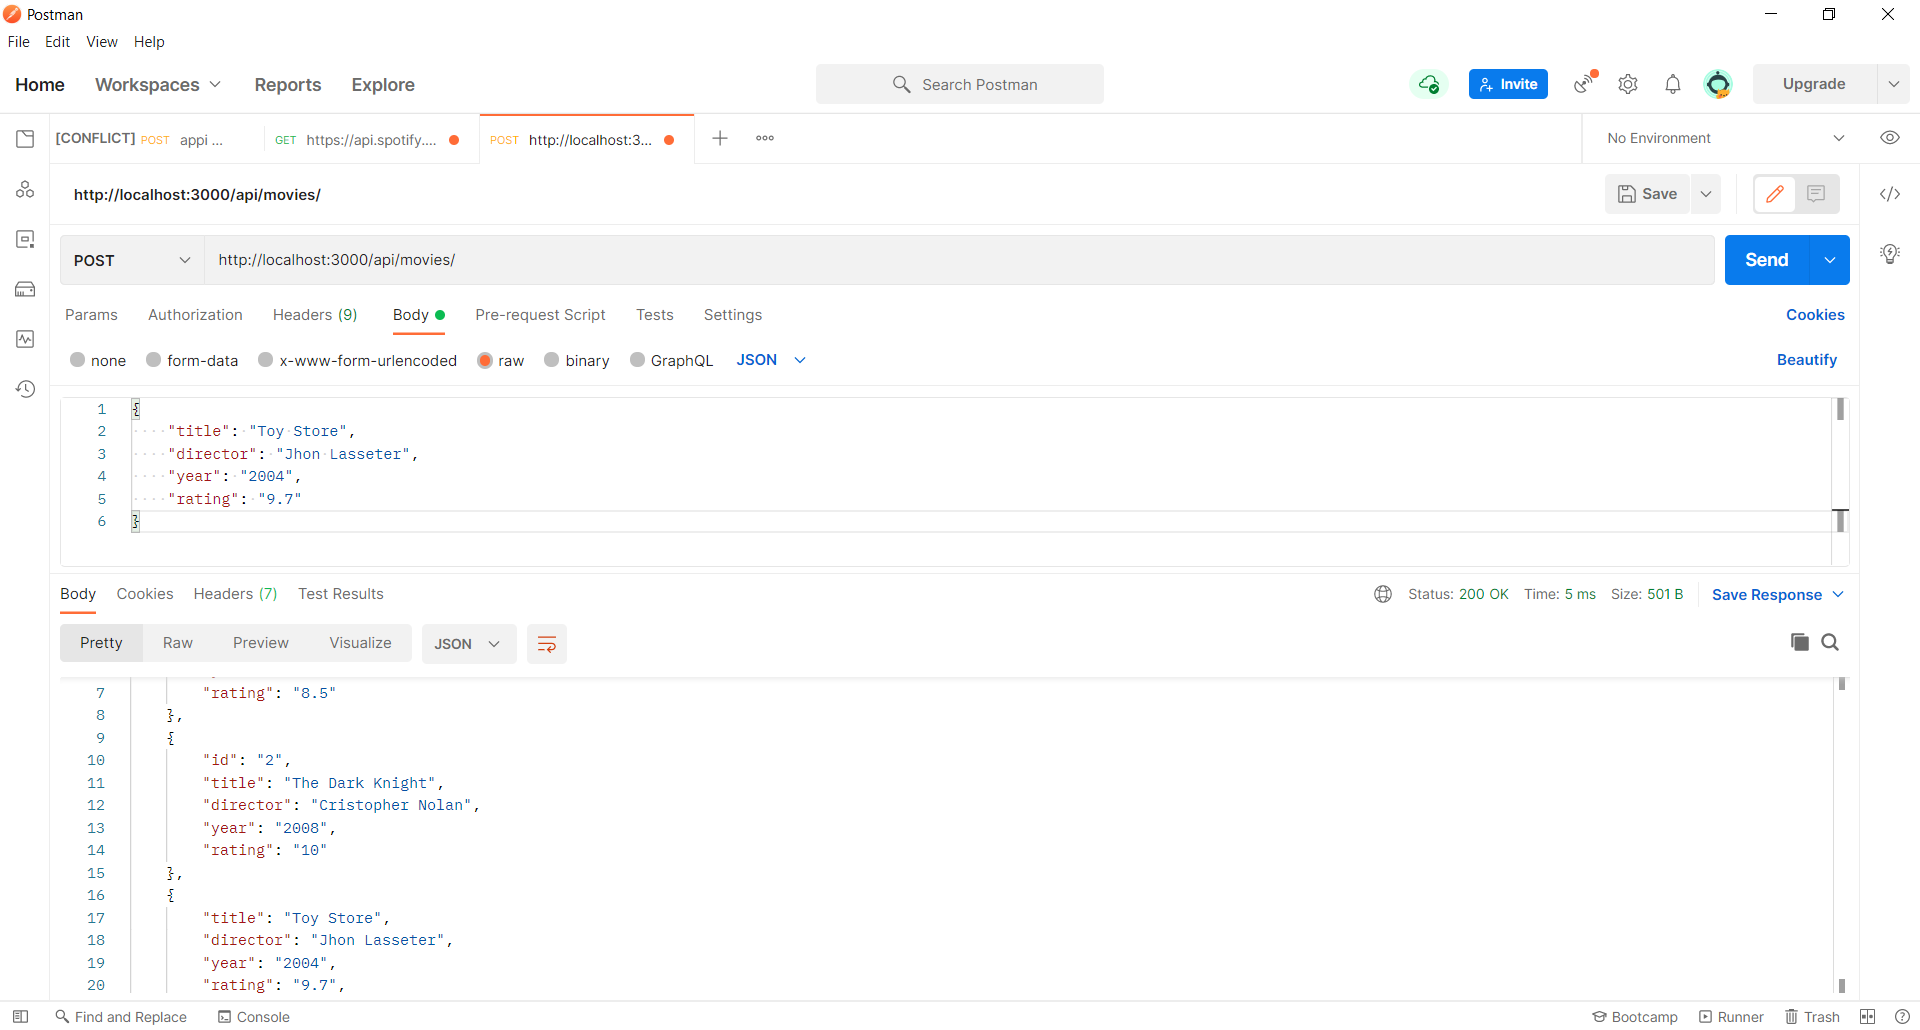 Postman
File Edit View Help
Home Workspaces Reports Explore Search Postman Invite Upgrade
[CONFLICT] POST appi ... GET https://api.spotify.... POST http://localhost:3... No Environment
http://localhost:3000/api/movies/ Save
POST http://localhost:3000/api/movies/ Send
Params Authorization Headers (9) Body Pre-request Script Tests Settings Cookies
none form-data x-www-form-urlencoded raw binary GraphQL JSON Beautify
1 {
2 "title": "Toy Store",
3 "director": "Jhon Lasseter",
4 "year": "2004",
5 "rating": "9.7"
6 }
Body Cookies Headers (7) Test Results Status: 200 OK Time: 5 ms Size: 501 B Save Response
Pretty Raw Preview Visualize JSON
7 "rating": "8.5"
8 },
9 {
10 "id": "2",
11 "title": "The Dark Knight",
12 "director": "Cristopher Nolan",
13 "year": "2008",
14 "rating": "10"
15 },
16 {
17 "title": "Toy Store",
18 "director": "Jhon Lasseter",
19 "year": "2004",
20 "rating": "9.7",
Find and Replace Console Bootcamp Runner Trash